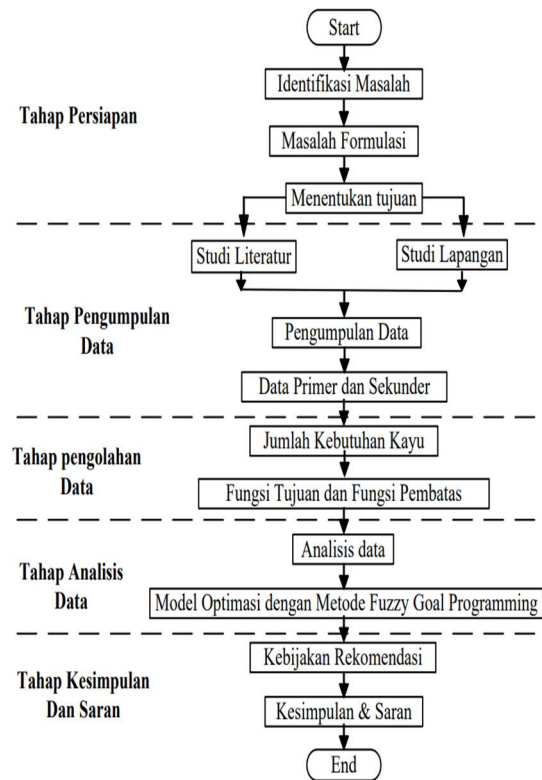 Start
Identifikasi Masalah
Tahap Persiapan
Masalah Formulasi
Menentukan tujuan
Studi Literatur
Studi Lapangan
Tahap Pengumpulan
Data
Pengumpulan Data
Data Primer dan Sekunder
Jumlah Kebutuhan Kayu
Tahap pengolahan
Data
Fungsi Tujuan dan Fungsi Pembatas
Analisis data
Tahap Analisis
Data
Model Optimasi dengan Metode Fuzzy Goal Programming
Kebijakan Rekomendasi
Tahap Kesimpulan
Dan Saran
Kesimpulan & Saran
End